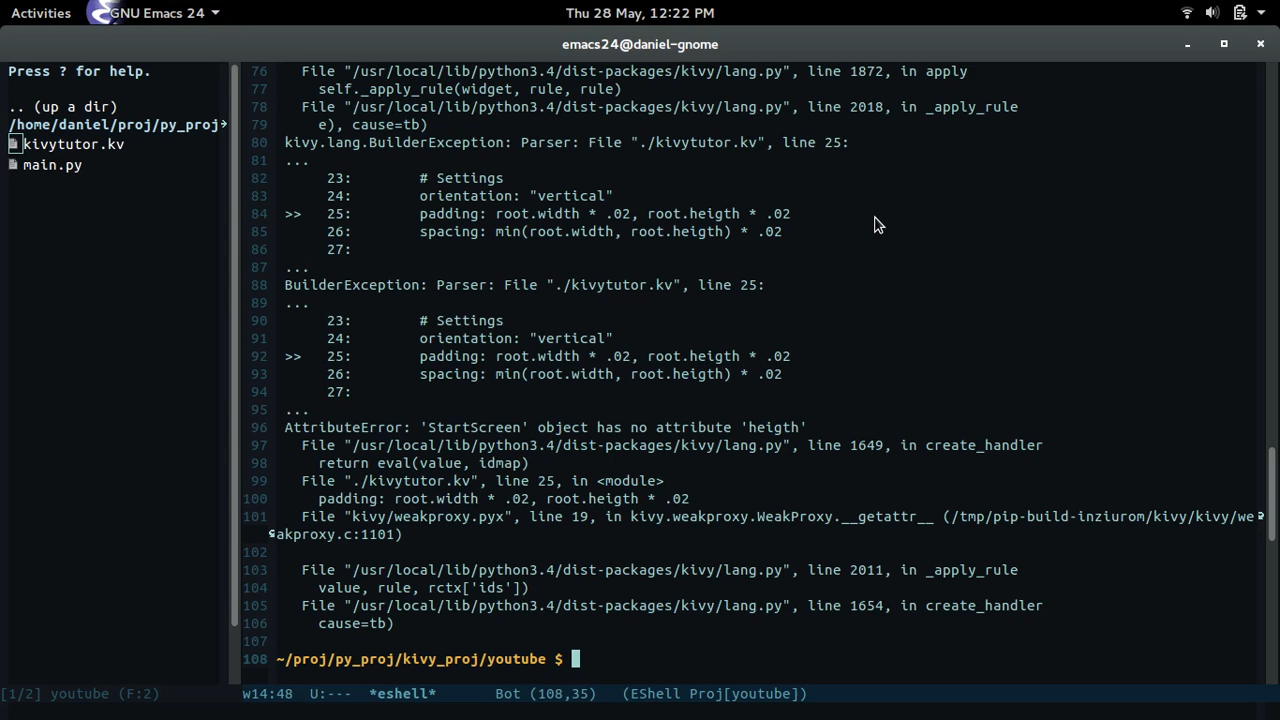 Activities GNU Emacs 24 Thu 28 May, 12:22 PM
emacs24@daniel-gnome
Press ? for help.
.. (up a dir)
/home/daniel/proj/py_proj
kivytutor.kv
main.py
76 File "/usr/local/lib/python3.4/dist-packages/kivy/lang.py", line 1872, in apply
77 self._apply_rule(widget, rule, rule)
78 File "/usr/local/lib/python3.4/dist-packages/kivy/lang.py", line 2018, in _apply_rule
79 e), cause=tb)
80 kivy.lang.BuilderException: Parser: File "./kivytutor.kv", line 25:
81 ...
82 23: # Settings
83 24: orientation: "vertical"
84 >> 25: padding: root.width * .02, root.heigth * .02
85 26: spacing: min(root.width, root.heigth) * .02
86 27:
87 ...
88 BuilderException: Parser: File "./kivytutor.kv", line 25:
89 ...
90 23: # Settings
91 24: orientation: "vertical"
92 >> 25: padding: root.width * .02, root.heigth * .02
93 26: spacing: min(root.width, root.heigth) * .02
94 27:
95 ...
96 AttributeError: 'StartScreen' object has no attribute 'heigth'
97 File "/usr/local/lib/python3.4/dist-packages/kivy/lang.py", line 1649, in create_handler
98 return eval(value, idmap)
99 File "./kivytutor.kv", line 25, in <module>
100 padding: root.width * .02, root.heigth * .02
101 File "kivy/weakproxy.pyx", line 19, in kivy.weakproxy.WeakProxy.__getattr__ (/tmp/pip-build-inziurom/kivy/kivy/we
akproxy.c:1101)
102
103 File "/usr/local/lib/python3.4/dist-packages/kivy/lang.py", line 2011, in _apply_rule
104 value, rule, rctx['ids'])
105 File "/usr/local/lib/python3.4/dist-packages/kivy/lang.py", line 1654, in create_handler
106 cause=tb)
107
108 ~/proj/py_proj/kivy_proj/youtube $
[1/2] youtube (F:2) w14:48 U:--- *eshell* Bot (108,35) (EShell Proj[youtube])